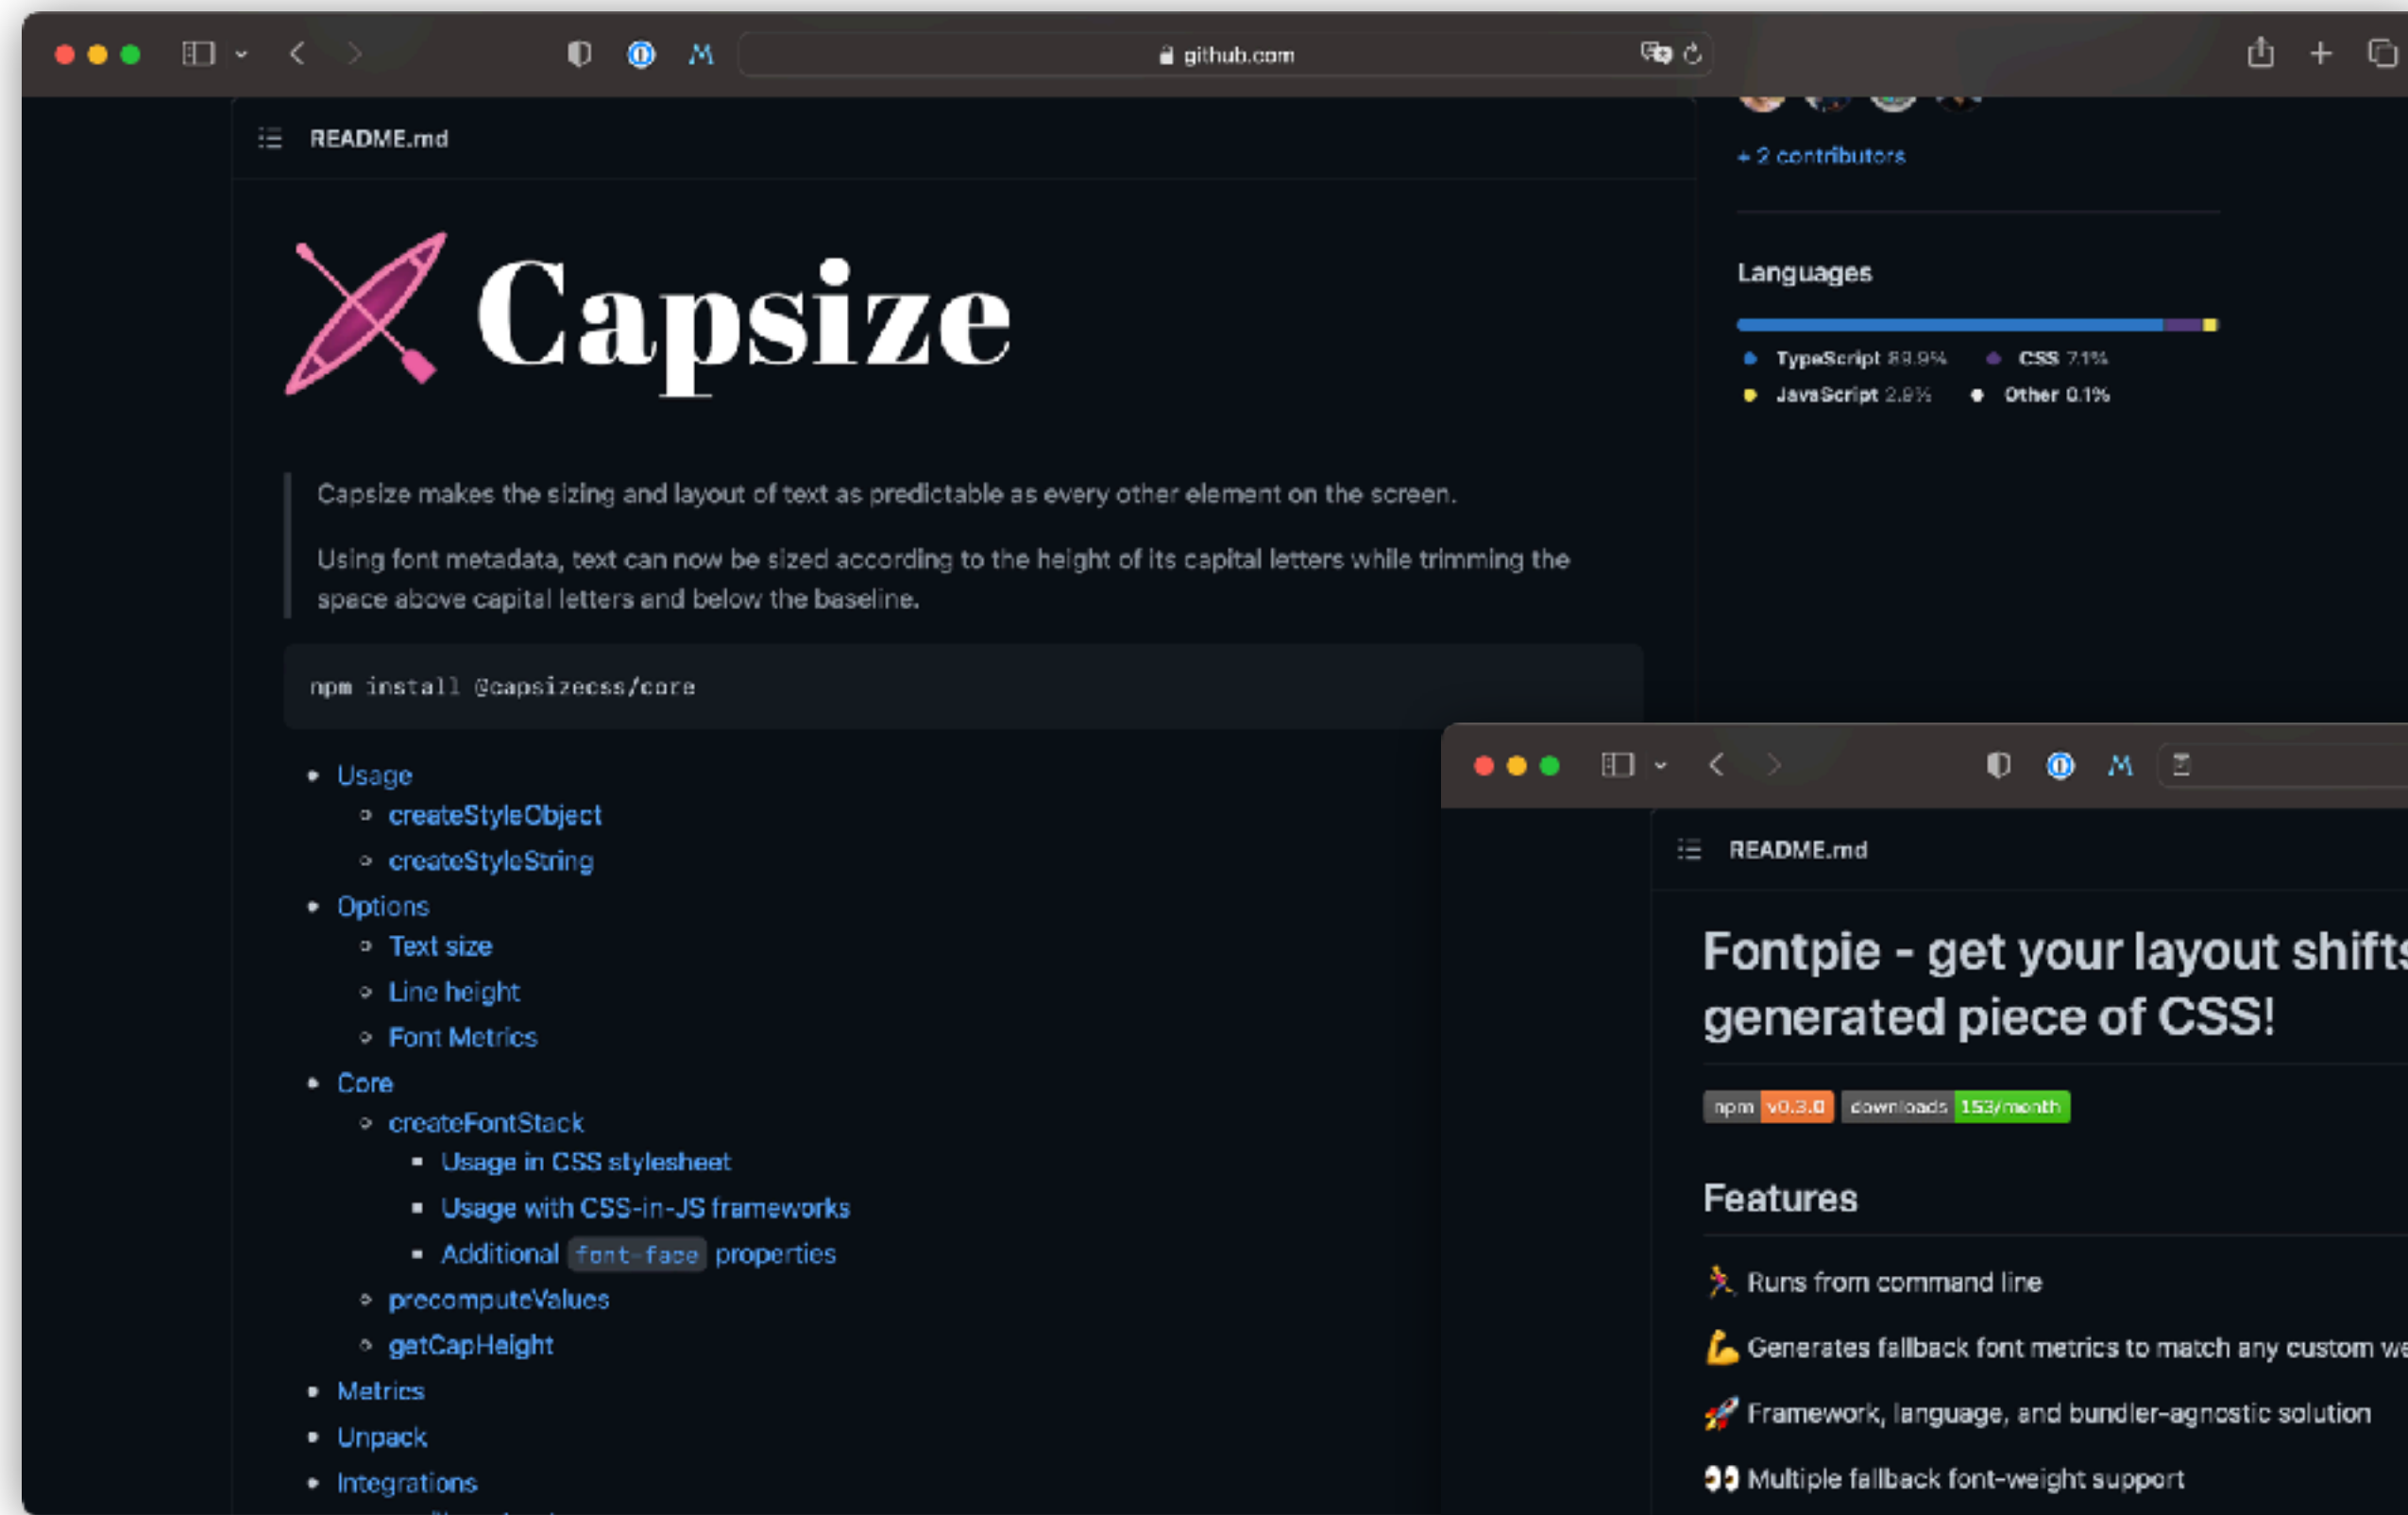 github.com
README.md
Capsize
Capsize makes the sizing and layout of text as predictable as every other element on the screen.
Using font metadata, text can now be sized according to the height of its capital letters while trimming the
space above capital letters and below the baseline.
npm install @capsizecss/core
Usage
createStyleObject
createStyleString
Options
Text size
Line height
Font Metrics
Core
createFontStack
Usage in CSS stylesheet
Usage with CSS-in-JS frameworks
Additional font-face properties
precomputeValues
getCapHeight
Metrics
Unpack
Integrations
+ 2 contributors
Languages
TypeScript 89.9% CSS 7.1%
JavaScript 2.9% Other 0.1%
README.md
Fontpie - get your layout shifts
generated piece of CSS!
npm v0.3.0 downloads 153/month
Features
Runs from command line
Generates fallback font metrics to match any custom we
Framework, language, and bundler-agnostic solution
Multiple fallback font-weight support